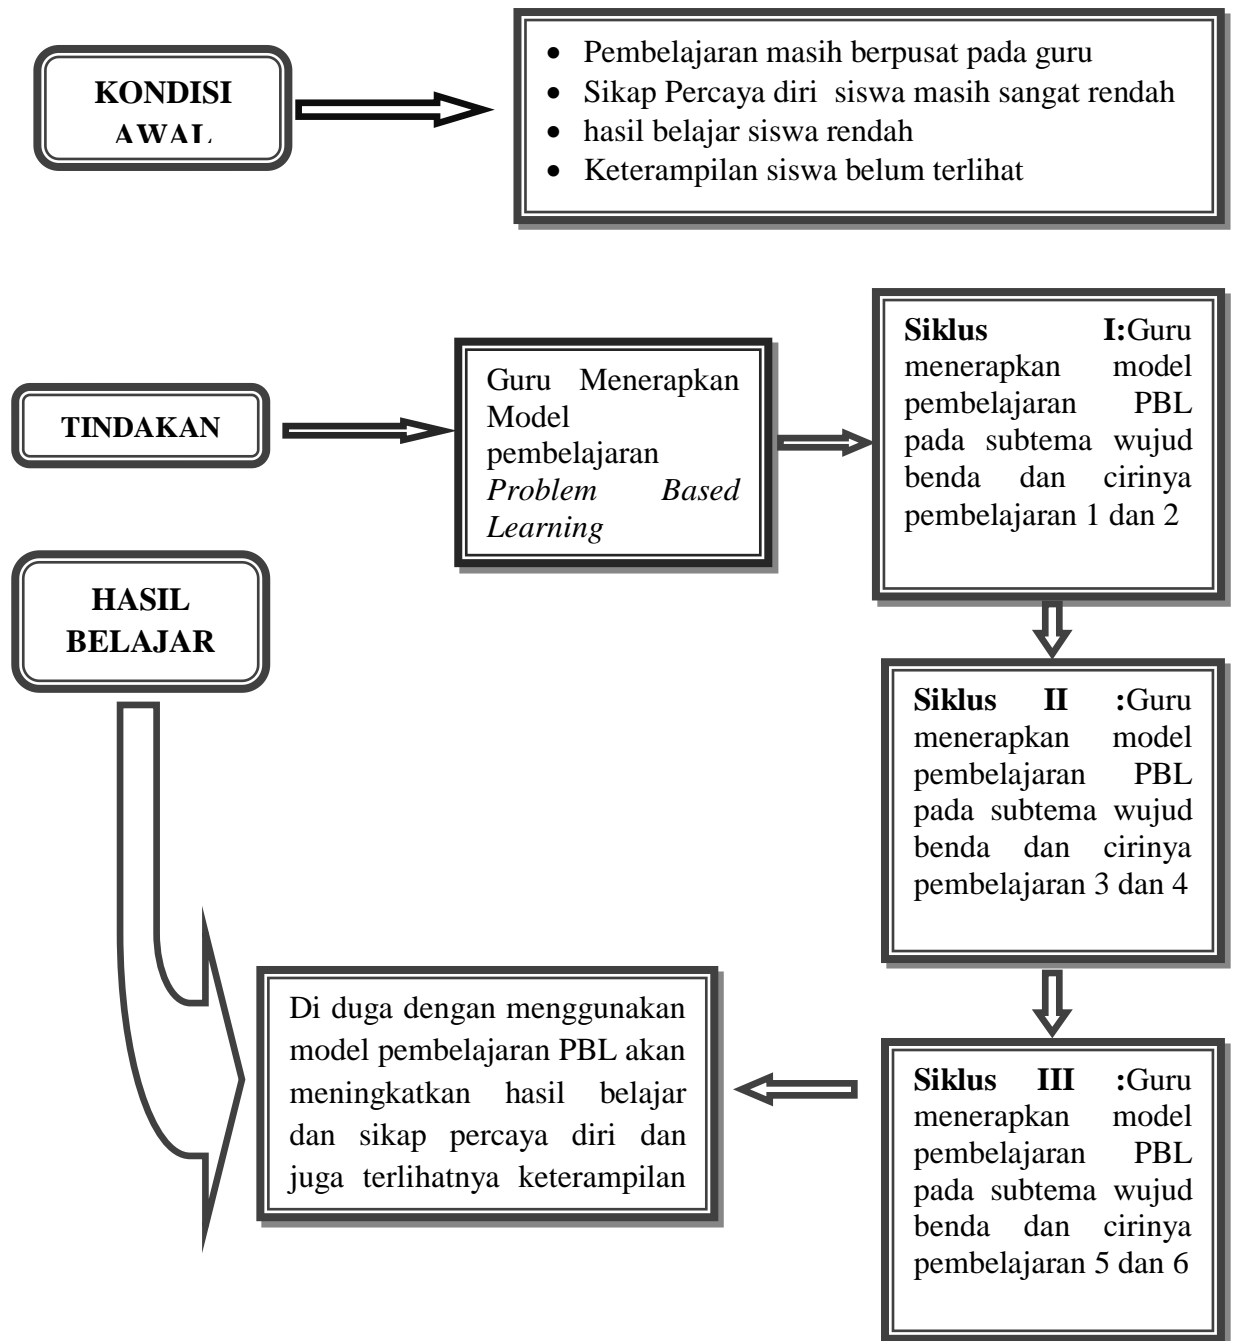 KONDISI
AWAL
• Pembelajaran masih berpusat pada guru
• Sikap Percaya diri siswa masih sangat rendah
• hasil belajar siswa rendah
• Keterampilan siswa belum terlihat
TINDAKAN
Guru Menerapkan
Model
pembelajaran
Problem Based
Learning
Siklus I:Guru
menerapkan model
pembelajaran PBL
pada subtema wujud
benda dan cirinya
pembelajaran 1 dan 2
HASIL
BELAJAR
Siklus II :Guru
menerapkan model
pembelajaran PBL
pada subtema wujud
benda dan cirinya
pembelajaran 3 dan 4
Di duga dengan menggunakan
model pembelajaran PBL akan
meningkatkan hasil belajar
dan sikap percaya diri dan
juga terlihatnya keterampilan
Siklus III :Guru
menerapkan model
pembelajaran PBL
pada subtema wujud
benda dan cirinya
pembelajaran 5 dan 6